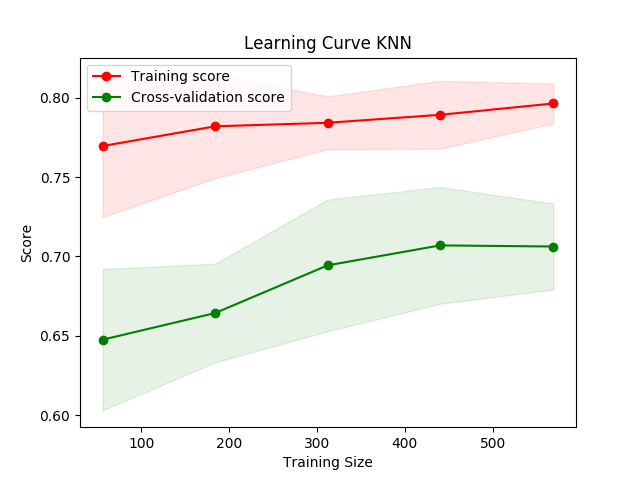 Learning Curve KNN
Training score
Cross-validation score
0.80
0.75
0.70
0.65
0.60
Score
100 200 300 400 500
Training Size